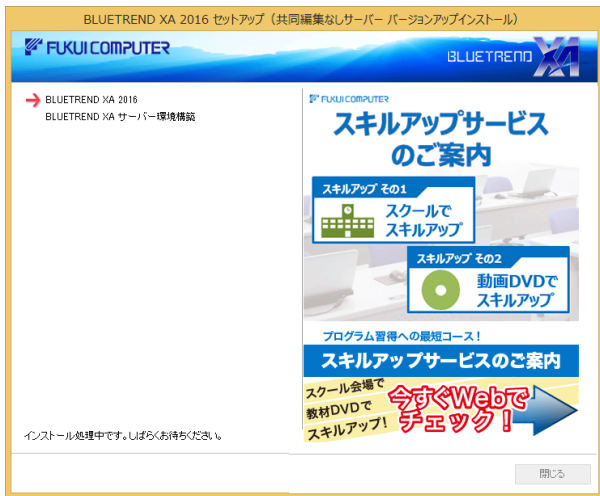 BLUETREND XA 2016 セットアップ（共同編集なしサーバー バージョンアップインストール）
FUKUI COMPUTER
BLUETREND XA
BLUETREND XA 2016
BLUETREND XA サーバー環境構築
FUKUI COMPUTER
スキルアップサービス
のご案内
スキルアップ その1
スクールで
スキルアップ
スキルアップ その2
動画DVDで
スキルアップ
プログラム習得への最短コース！
スキルアップサービスのご案内
スクール会場で
教材DVDで
スキルアップ！
今すぐWebで
チェック！
インストール処理中です。しばらくお待ちください。
閉じる